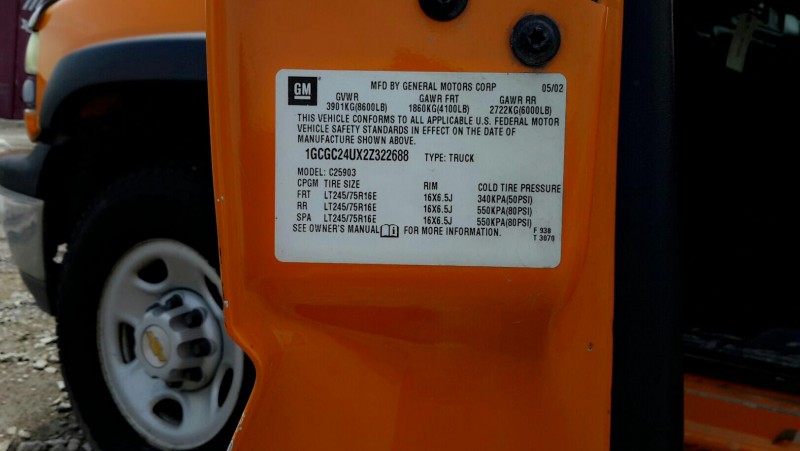 GM
MFD BY GENERAL MOTORS CORP 05/02
GVWR GAWR FRT GAWR RR
3901KG(8600LB) 1860KG(4100LB) 2722KG(6000LB)
THIS VEHICLE CONFORMS TO ALL APPLICABLE U.S. FEDERAL MOTOR
VEHICLE SAFETY STANDARDS IN EFFECT ON THE DATE OF
MANUFACTURE SHOWN ABOVE.
1GCGC24UX2Z322688 TYPE: TRUCK
MODEL: C25903
CPGM TIRE SIZE RIM COLD TIRE PRESSURE
FRT LT245/75R16E 16X6.5J 340KPA(50PSI)
RR LT245/75R16E 16X6.5J 550KPA(80PSI)
SPA LT245/75R16E 16X6.5J 550KPA(80PSI)
SEE OWNER'S MANUAL FOR MORE INFORMATION.
F 938
T 3070